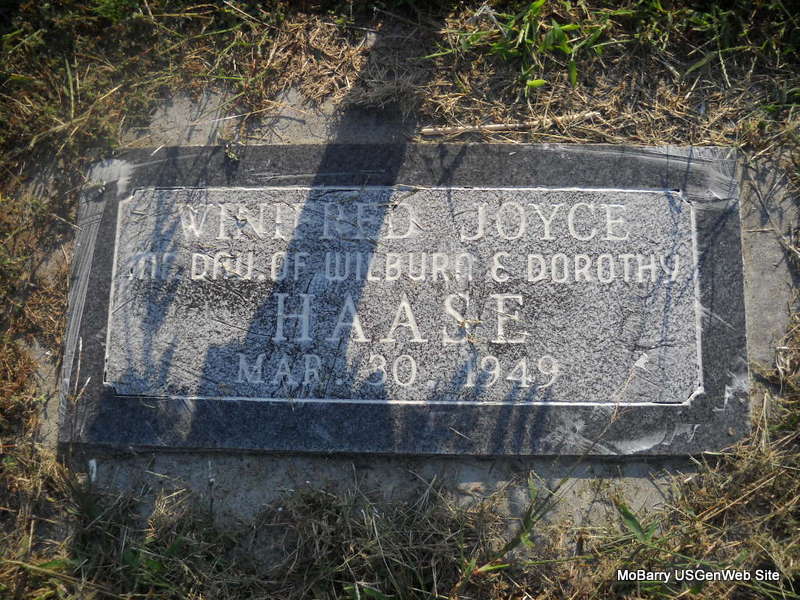 WINIFRED JOYCE
INF. DAU. OF WILBURN & DOROTHY
HAASE
MAR. 30, 1949
MoBarry USGenWeb Site